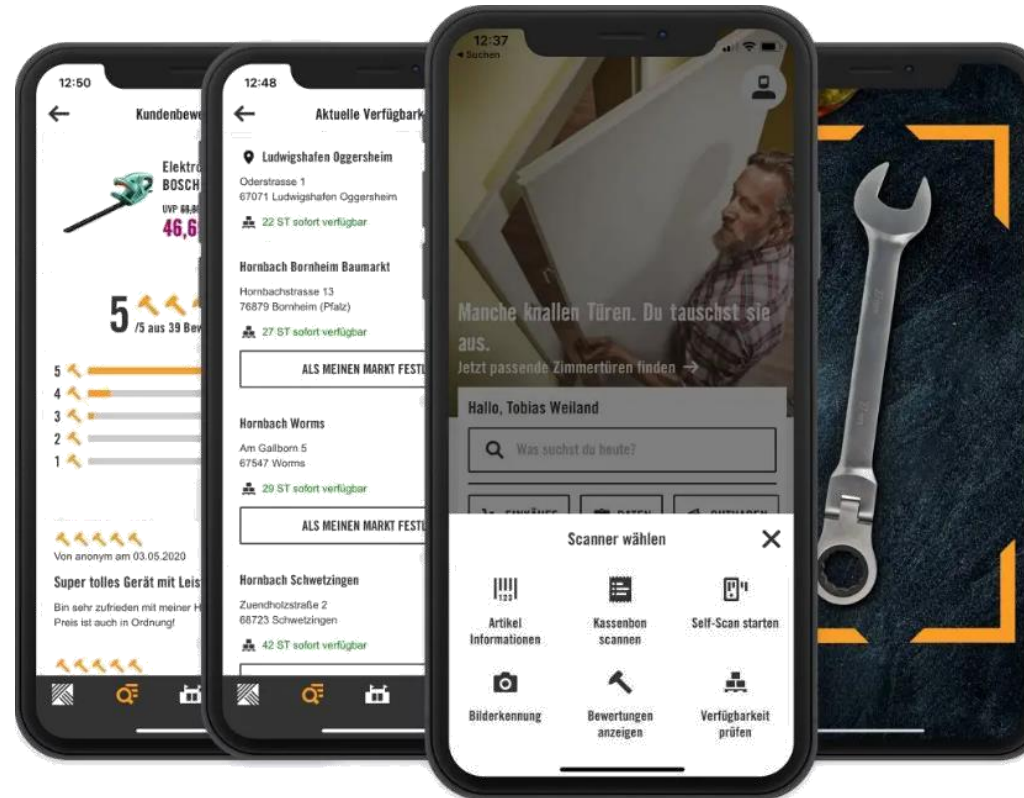 12:50
Kundenbewe
Elektro
BOSCH
UVP
46,6
5
/5 aus 39 Bew
5
4
3
2
1
Von anonym am 03.05.2020
Super tolles Gerät mit Leis
Bin sehr zufrieden mit meiner H
Preis ist auch in Ordnung!
12:48
Aktuelle Verfügbark
Ludwigshafen Oggersheim
Oderstrasse 1
67071 Ludwigshafen Oggersheim
22 ST sofort verfügbar
Hornbach Bornheim Baumarkt
Hornbachstrasse 13
76879 Bornheim (Pfalz)
27 ST sofort verfügbar
ALS MEINEN MARKT FESTL
Hornbach Worms
Am Gallborn 5
67547 Worms
29 ST sofort verfügbar
ALS MEINEN MARKT FESTL
Hornbach Schwetzingen
Zuendholzstraße 2
68723 Schwetzingen
42 ST sofort verfügbar
12:37
Suchen
Manche knallen Türen. Du tauschst sie
aus.
Jetzt passende Zimmertüren finden →
Hallo, Tobias Weiland
Was suchst du heute?
Scanner wählen
123
Artikel
Informationen
Kassenbon
scannen
Self-Scan starten
Bilderkennung
Bewertungen
anzeigen
Verfügbarkeit
prüfen